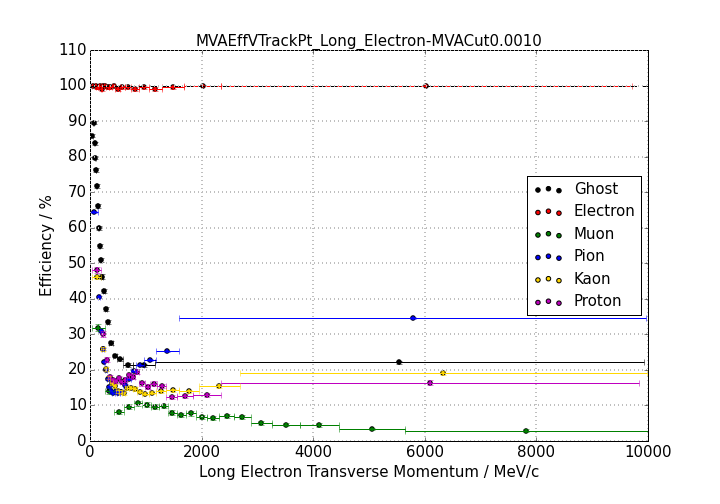 MVAEffVTrackPt_Long_Electron-MVACut0.0010
110
100
90
80
70
60
50
40
30
20
10
0
Efficiency / %
Ghost
Electron
Muon
Pion
Kaon
Proton
0 2000 4000 6000 8000 10000
Long Electron Transverse Momentum / MeV/c